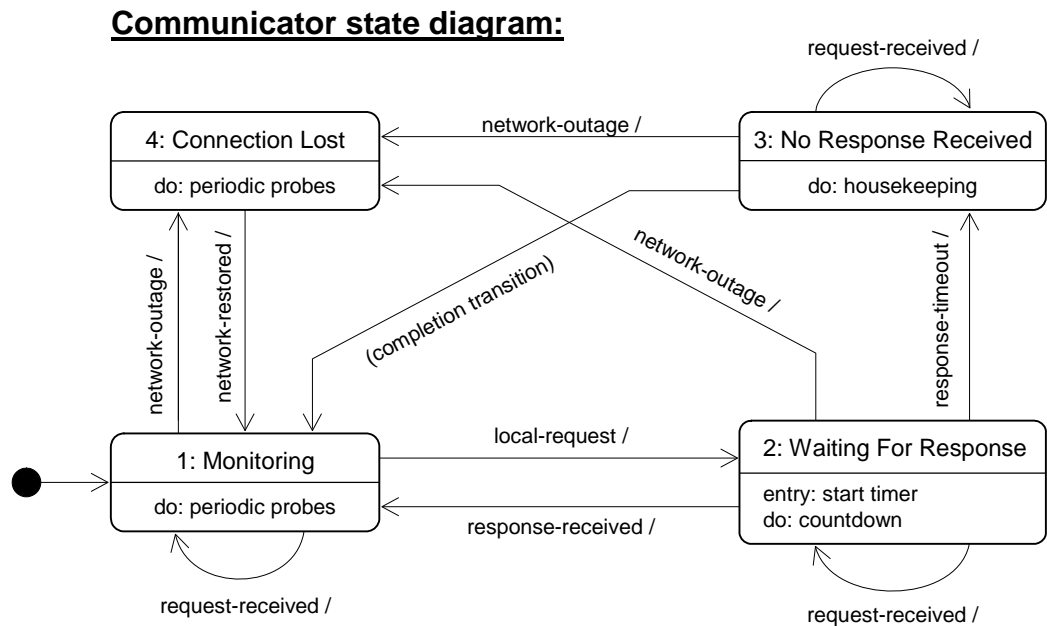 Communicator state diagram:
request-received /
4: Connection Lost
do: periodic probes
network-outage /
3: No Response Received
do: housekeeping
network-outage /
network-restored /
(completion transition)
network-outage /
response-timeout /
1: Monitoring
do: periodic probes
local-request /
response-received /
2: Waiting For Response
entry: start timer
do: countdown
request-received /
request-received /